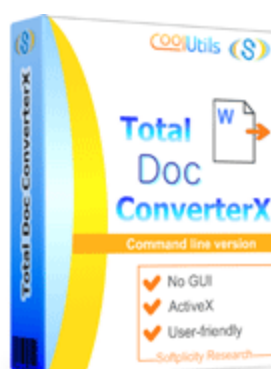 (S)
CoolUtils (S)
W
Total
Doc
ConverterX
Command line version
No GUI
ActiveX
User-friendly
Softplicity Research
Total Doc ConverterX